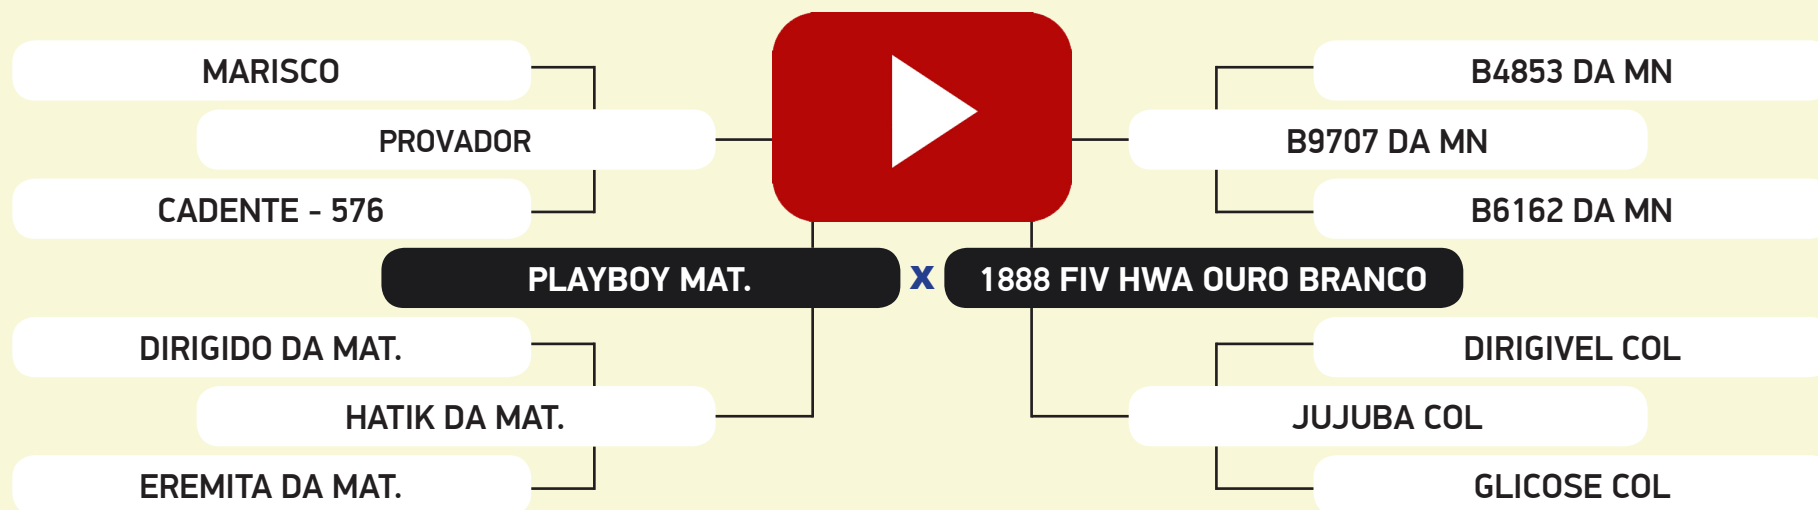 MARISCO
B4853 DA MN
PROVADOR
B9707 DA MN
CADENTE - 576
B6162 DA MN
PLAYBOY MAT.
X
1888 FIV HWA OURO BRANCO
DIRIGIDO DA MAT.
DIRIGIVEL COL
HATIK DA MAT.
JUJUBA COL
EREMITA DA MAT.
GLICOSE COL